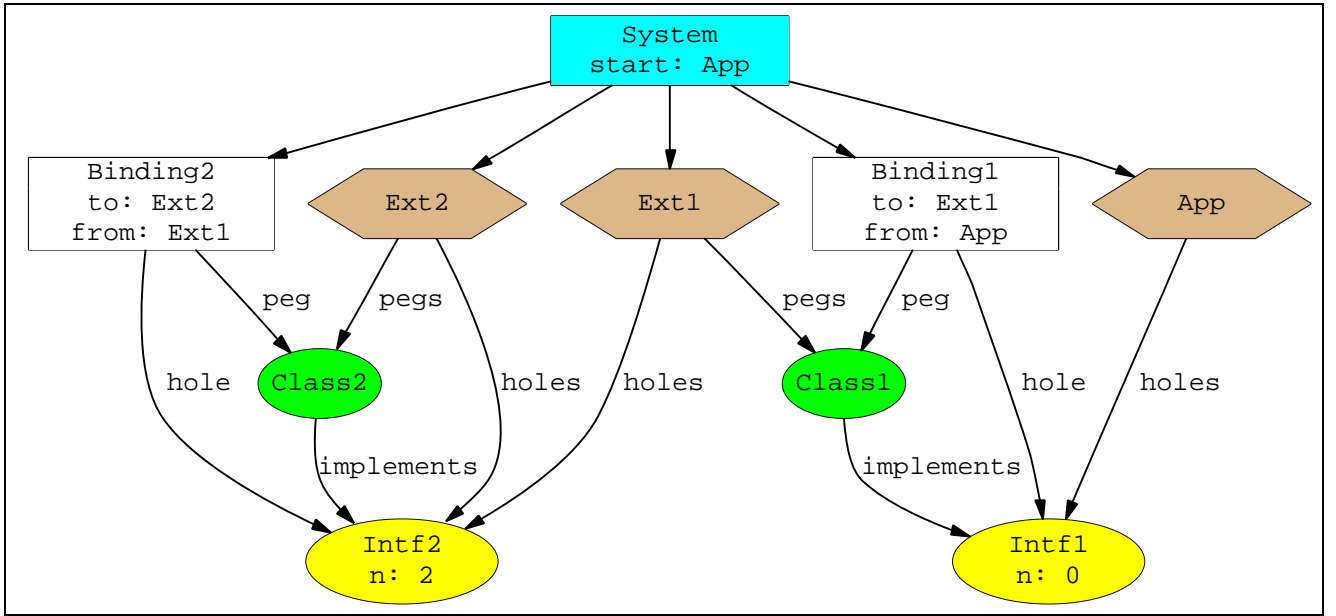 System
start: App
Binding2
to: Ext2
from: Ext1
Ext2
Ext1
Binding1
to: Ext1
from: App
App
peg
pegs
pegs
peg
hole
Class2
holes
holes
Class1
hole
holes
implements
implements
Intf2
n: 2
Intf1
n: 0